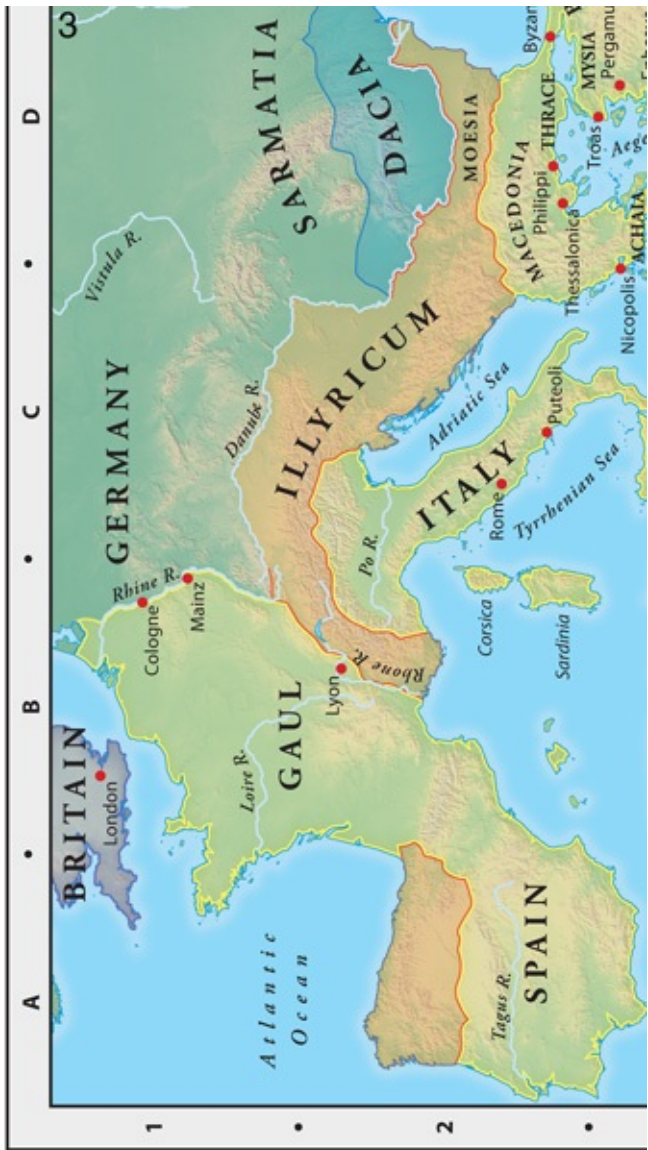 3
A
B
C
D
1
2
BRITAIN
London
GERMANY
Vistula R.
SARMATIA
DACIA
Rhine R.
Cologne
Mainz
Danube R.
Atlantic
Ocean
Loire R.
GAUL
Lyon
Rhone R.
ILLYRICUM
MOESIA
Po R.
ITALY
Rome
Puteoli
Adriatic Sea
Tyrrhenian Sea
Corsica
Sardinia
Tagus R.
SPAIN
MACEDONIA
THRACE
Philippi
Thessalonica
Nicopolis
ACHAIA
Byzan
MYSIA
Pergamu
Troas
Aege